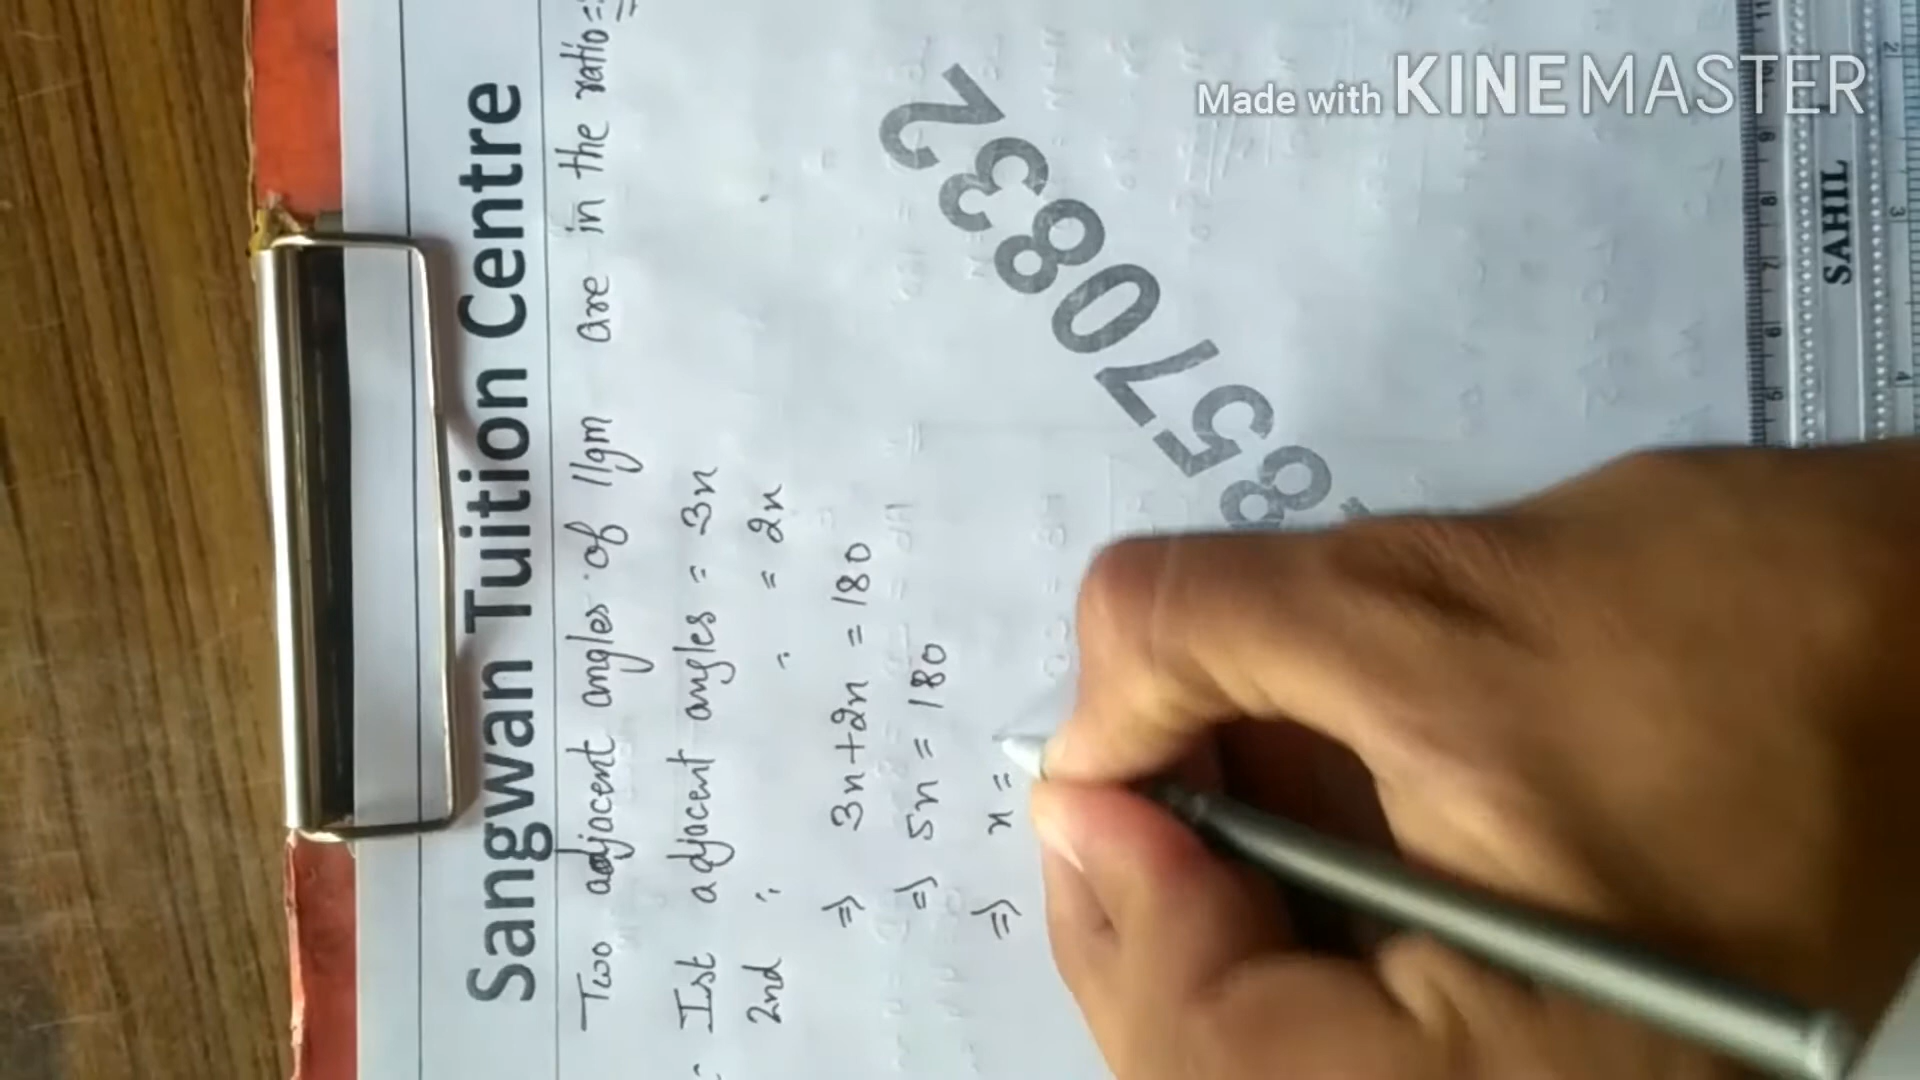 Made with KINEMASTER
Sangwan Tuition Centre
Two adjacent angles of llgm are in the ratio =
Ist adjacent angles = 3x
2nd " " = 2x
=) 3x+2x = 180
=) 5x = 180
=) x =
8570832
SAHIL